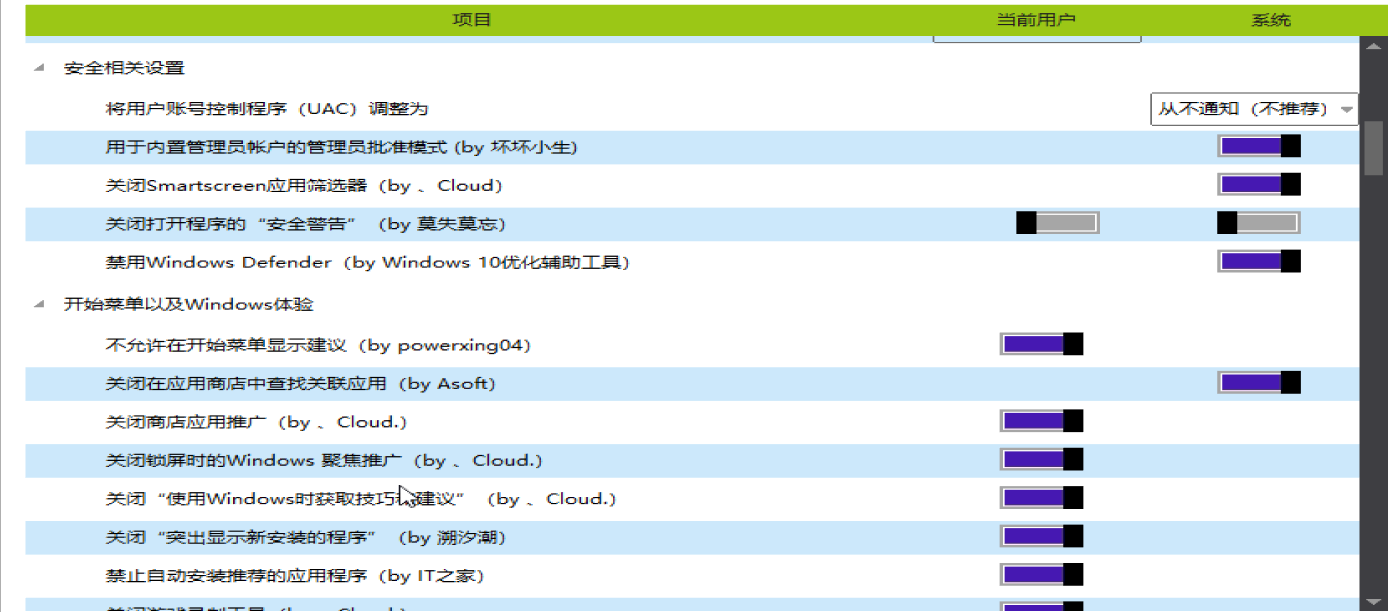 项目 当前用户 系统
安全相关设置
将用户账号控制程序（UAC）调整为 从不通知（不推荐）
用于内置管理员帐户的管理员批准模式 (by 坏坏小生)
关闭Smartscreen应用筛选器（by 、Cloud）
关闭打开程序的“安全警告”（by 莫失莫忘）
禁用Windows Defender（by Windows 10优化辅助工具）
开始菜单以及Windows体验
不允许在开始菜单显示建议（by powerxing04）
关闭在应用商店中查找关联应用（by Asoft）
关闭商店应用推广（by 、Cloud.）
关闭锁屏时的Windows 聚焦推广（by 、Cloud.）
关闭“使用Windows时获取技巧和建议”（by 、Cloud.）
关闭“突出显示新安装的程序”（by 溯汐潮）
禁止自动安装推荐的应用程序（by IT之家）